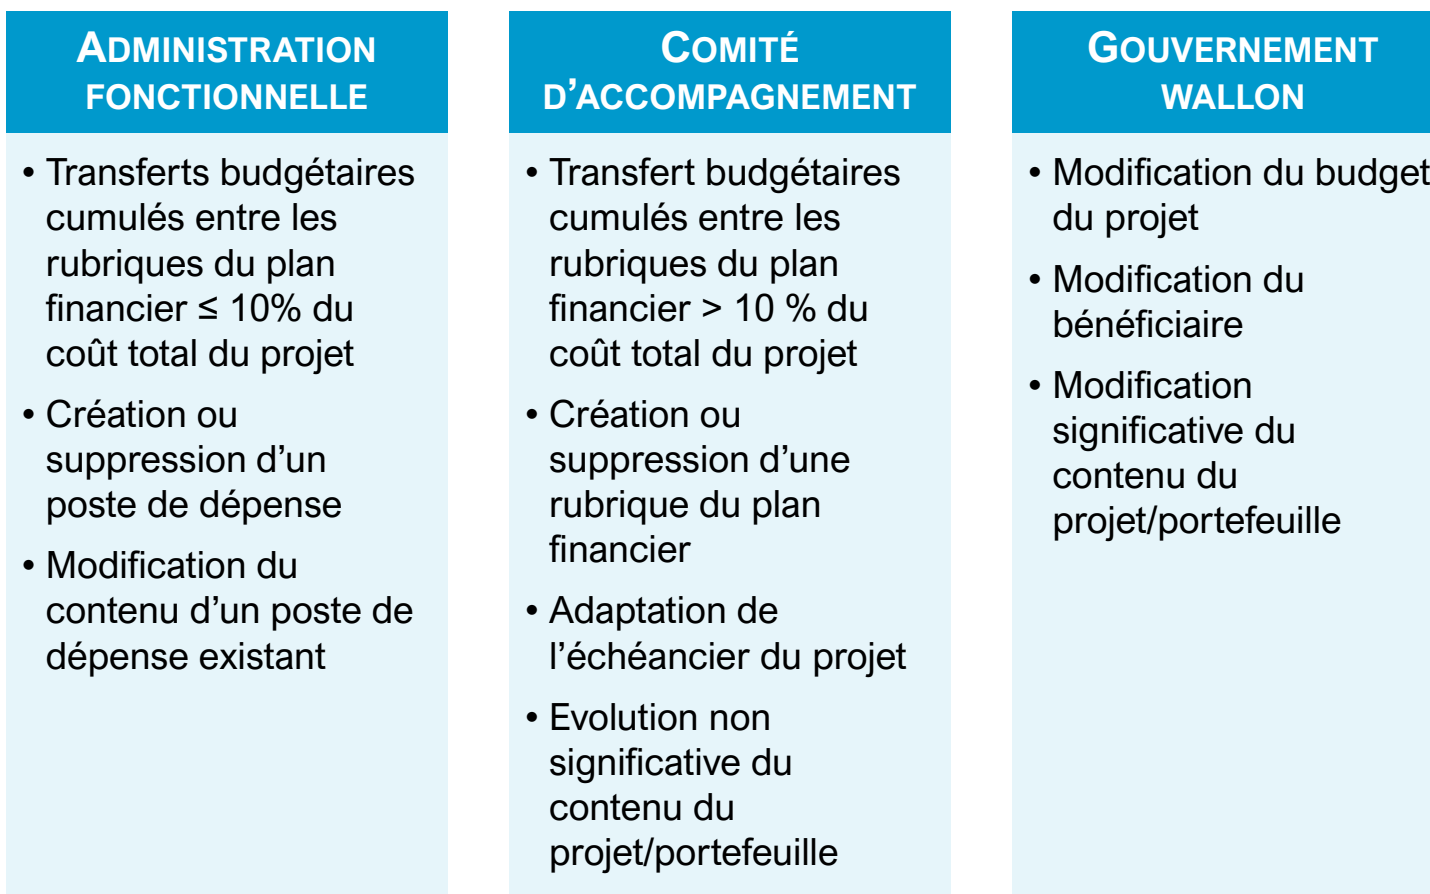 ADMINISTRATION
FONCTIONNELLE
• Transferts budgétaires
cumulés entre les
rubriques du plan
financier ≤ 10% du
coût total du projet
• Création ou
suppression d’un
poste de dépense
• Modification du
contenu d’un poste de
dépense existant
COMITÉ
D’ACCOMPAGNEMENT
• Transfert budgétaires
cumulés entre les
rubriques du plan
financier > 10 % du
coût total du projet
• Création ou
suppression d’une
rubrique du plan
financier
• Adaptation de
l’échéancier du projet
• Evolution non
significative du
contenu du
projet/portefeuille
GOUVERNEMENT
WALLON
• Modification du budget
du projet
• Modification du
bénéficiaire
• Modification
significative du
contenu du
projet/portefeuille